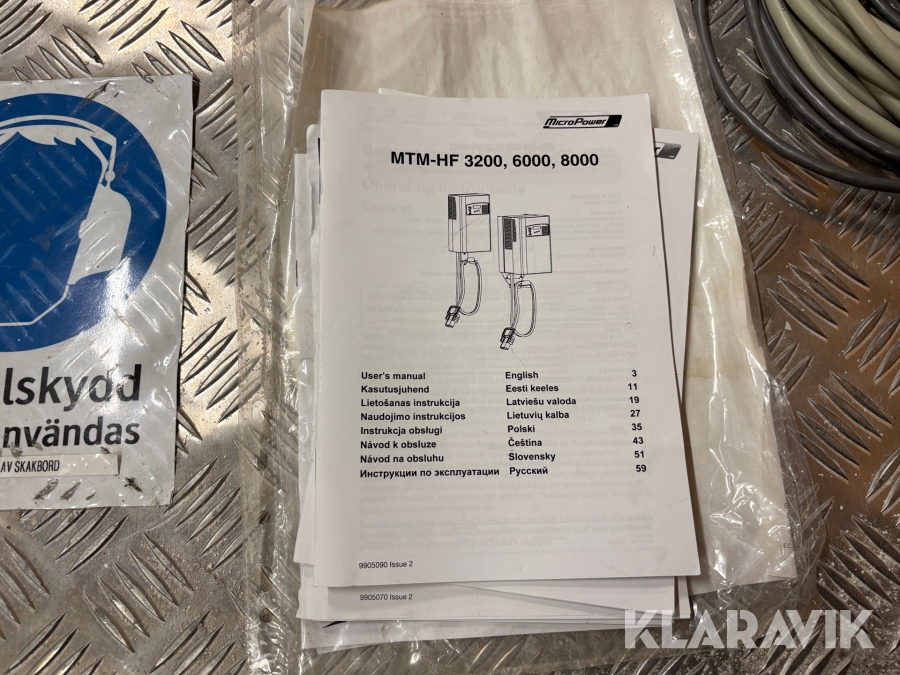 MicroPower
MTM-HF 3200, 6000, 8000
User's manual English 3
Kasutusjuhend Eesti keeles 11
Lietošanas instrukcija Latviešu valoda 19
Naudojimo instrukcijos Lietuvių kalba 27
Instrukcja obsługi Polski 35
Návod k obsluze Čeština 43
Návod na obsluhu Slovensky 51
Инструкции по эксплуатации Русский 59
9905090 Issue 2
9905070 Issue 2
lskydd
nvändas
AV SKAKBORD
KLARAVIK